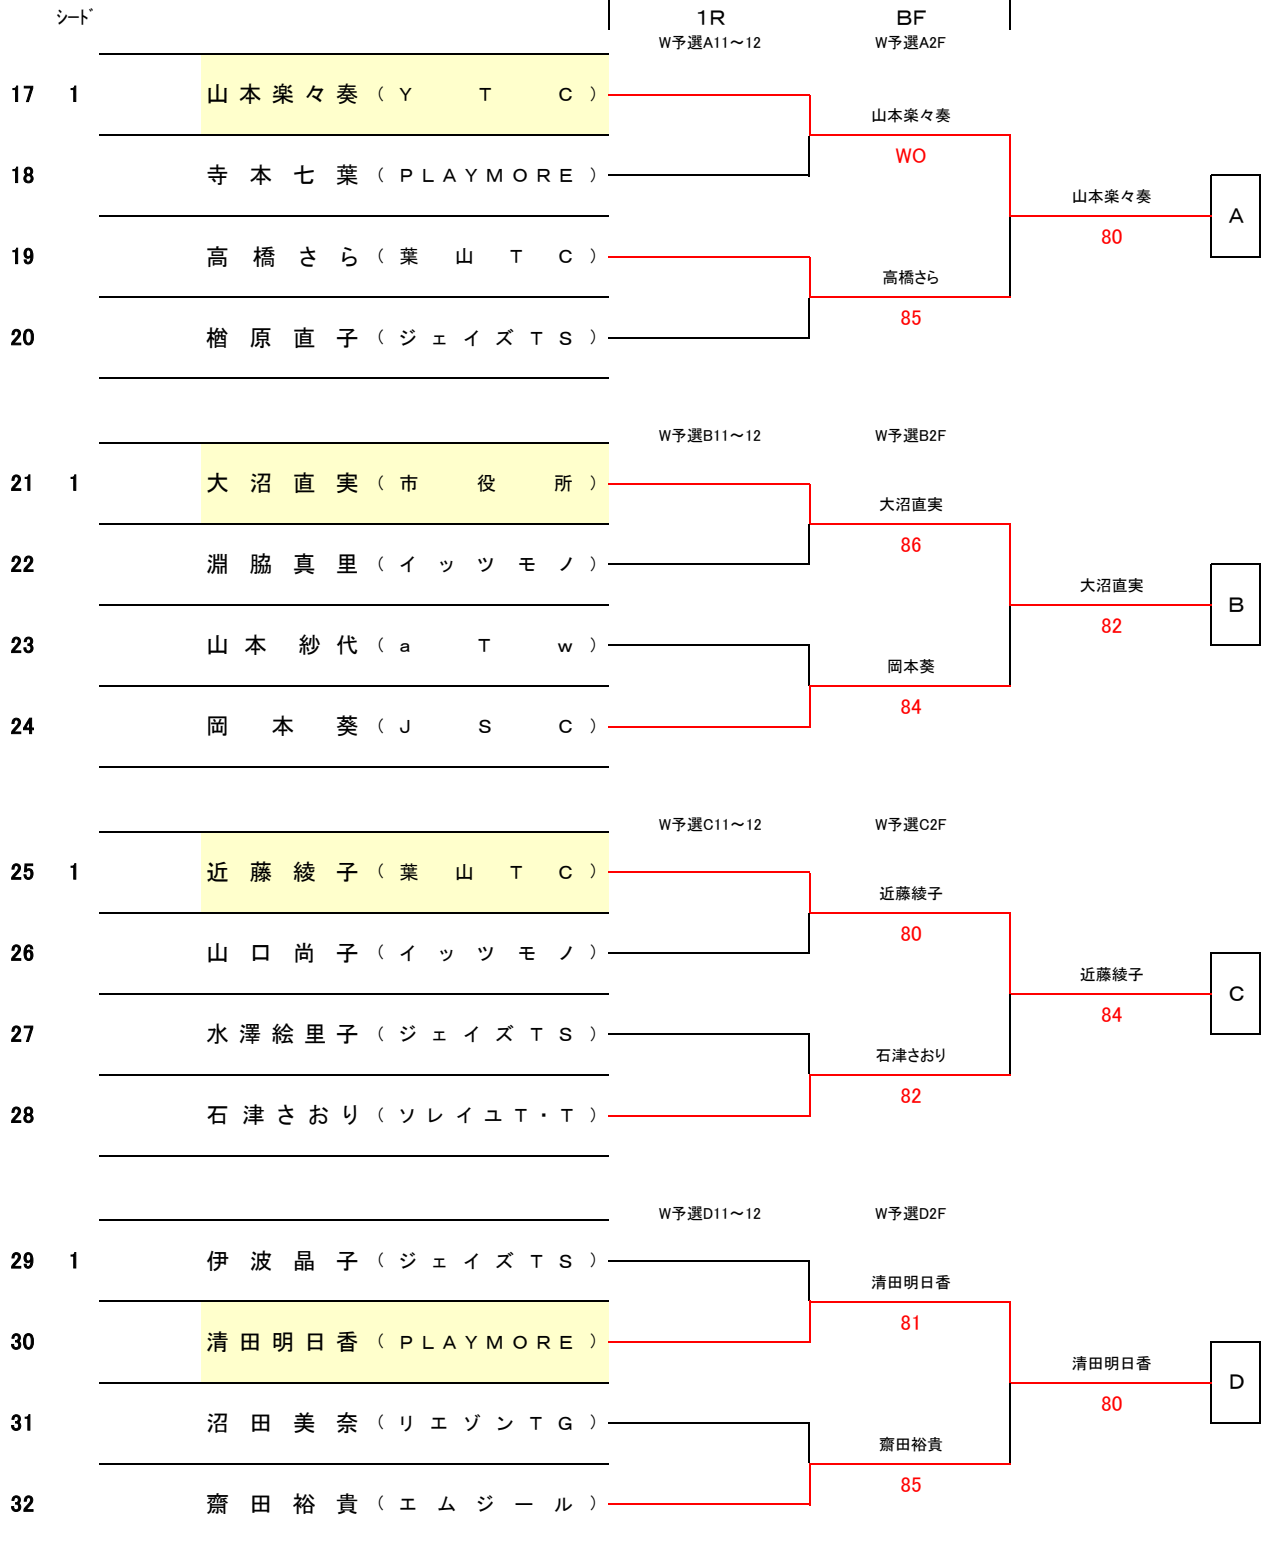 シード 1R BF
W予選A11～12 W予選A2F
17 1 山本楽々奏（YTC）
山本楽々奏
WO
18 寺本七葉（PLAYMORE）
山本楽々奏
A
80
19 高橋さら（葉山TC）
高橋さら
85
20 楢原直子（ジェイズTS）
W予選B11～12 W予選B2F
21 1 大沼直実（市役所）
大沼直実
86
22 淵脇真里（イッツモノ）
大沼直実
B
82
23 山本 紗代（aTw）
岡本葵
84
24 岡本葵（JSC）
W予選C11～12 W予選C2F
25 1 近藤綾子（葉山TC）
近藤綾子
80
26 山口尚子（イッツモノ）
近藤綾子
C
84
27 水澤絵里子（ジェイズTS）
石津さおり
82
28 石津さおり（ソレイユT・T）
W予選D11～12 W予選D2F
29 1 伊波晶子（ジェイズTS）
清田明日香
81
30 清田明日香（PLAYMORE）
清田明日香
D
80
31 沼田美奈（リエゾンTG）
齋田裕貴
85
32 齋田裕貴（エムジール）